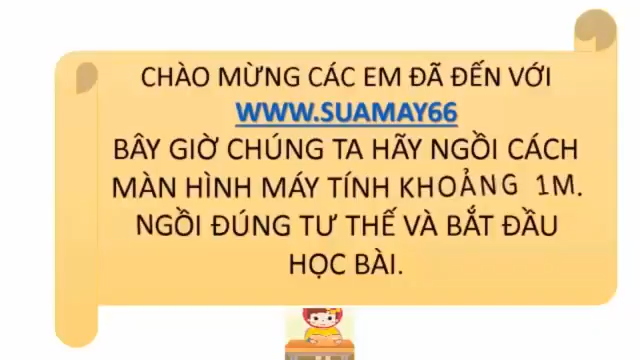 CHÀO MỪNG CÁC EM ĐÃ ĐẾN VỚI
WWW.SUAMAY66
BÂY GIỜ CHÚNG TA HÃY NGỒI CÁCH
MÀN HÌNH MÁY TÍNH KHOẢNG 1M.
NGỒI ĐÚNG TƯ THẾ VÀ BẮT ĐẦU
HỌC BÀI.